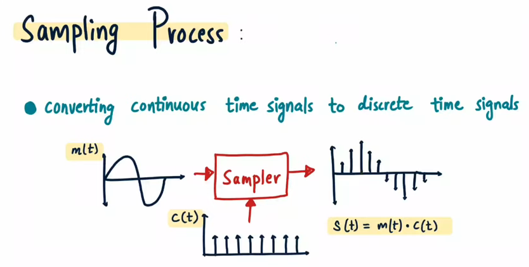 Sampling Process :
● Converting continuous time signals to discrete time signals
m(t)
Sampler
C(t)
S(t) = m(t) · c(t)